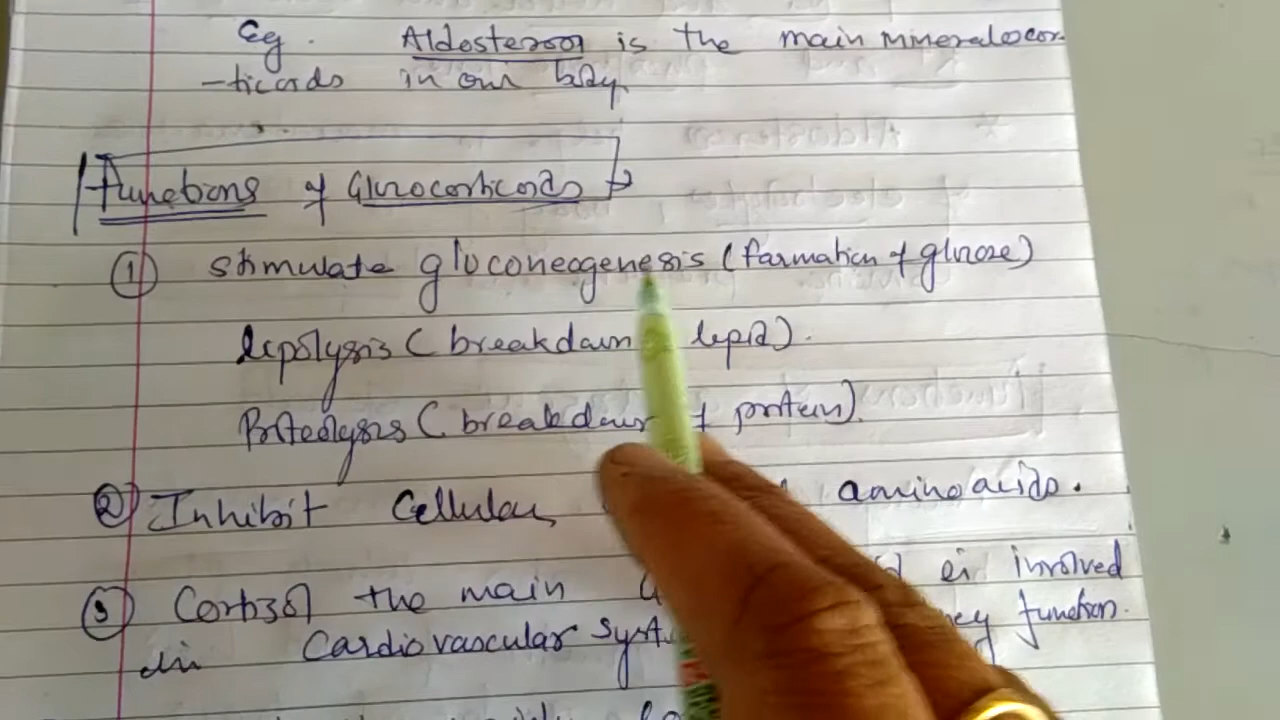 Eg. Aldosteron is the main mineralocor-
-ticoids in our body.
Functions of Glucocorticoids →
① stimulate gluconeogenesis (formation of glucose)
lipolysis (breakdown lipid).
Proteolysis (breakdown of protein).
② Inhibit Cellular amino acids.
③ Cortisol the main is involved
in Cardiovascular syst function.